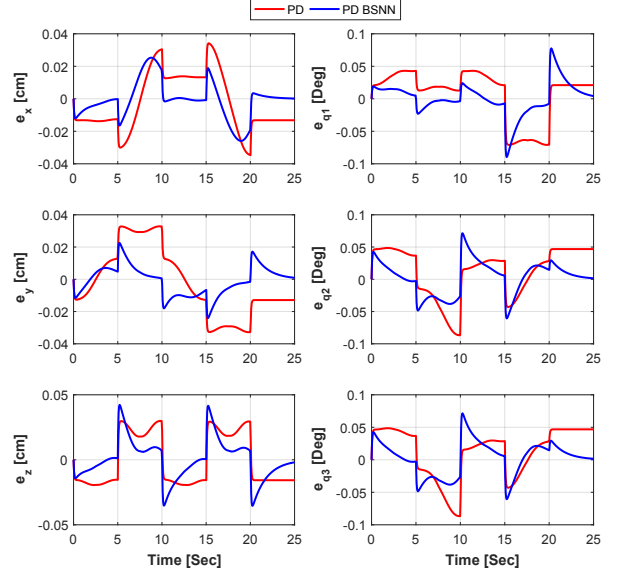 PD PD BSNN
0.04
0.02
0
-0.02
-0.04
e_x [cm]
0 5 10 15 20 25
0.1
0.05
0
-0.05
-0.1
e_q1 [Deg]
0 5 10 15 20 25
0.04
0.02
0
-0.02
-0.04
e_y [cm]
0 5 10 15 20 25
0.1
0.05
0
-0.05
-0.1
e_q2 [Deg]
0 5 10 15 20 25
0.05
0
-0.05
e_z [cm]
0 5 10 15 20 25
Time [Sec]
0.1
0.05
0
-0.05
-0.1
e_q3 [Deg]
0 5 10 15 20 25
Time [Sec]